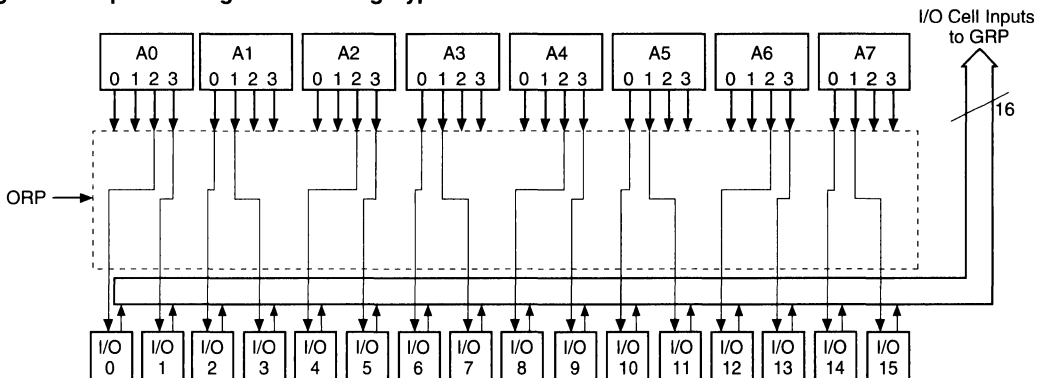 I/O Cell Inputs
to GRP
A0 A1 A2 A3 A4 A5 A6 A7
0 1 2 3 0 1 2 3 0 1 2 3 0 1 2 3 0 1 2 3 0 1 2 3 0 1 2 3 0 1 2 3
16
ORP
I/O I/O I/O I/O I/O I/O I/O I/O I/O I/O I/O I/O I/O I/O I/O I/O
0 1 2 3 4 5 6 7 8 9 10 11 12 13 14 15